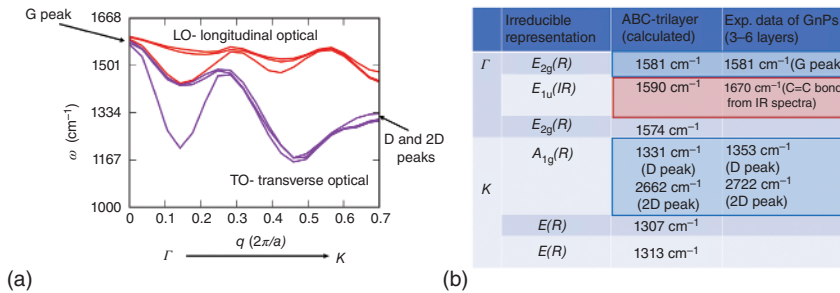 (a)
G peak
ω (cm⁻¹)
1668
1501
1334
1167
1000
LO- longitudinal optical
TO- transverse optical
D and 2D
peaks
0 0.1 0.2 0.3 0.4 0.5 0.6 0.7
q (2π/a)
Γ K
(b)
Irreducible representation ABC-trilayer (calculated) Exp. data of GnPs (3–6 layers)
Γ E2g(R) 1581 cm⁻¹ 1581 cm⁻¹(G peak
E1u(IR) 1590 cm⁻¹ 1670 cm⁻¹(C=C bond
from IR spectra)
E2g(R) 1574 cm⁻¹
K A1g(R) 1331 cm⁻¹ 1353 cm⁻¹
(D peak) (D peak)
2662 cm⁻¹ 2722 cm⁻¹
(2D peak) (2D peak)
E(R) 1307 cm⁻¹
E(R) 1313 cm⁻¹